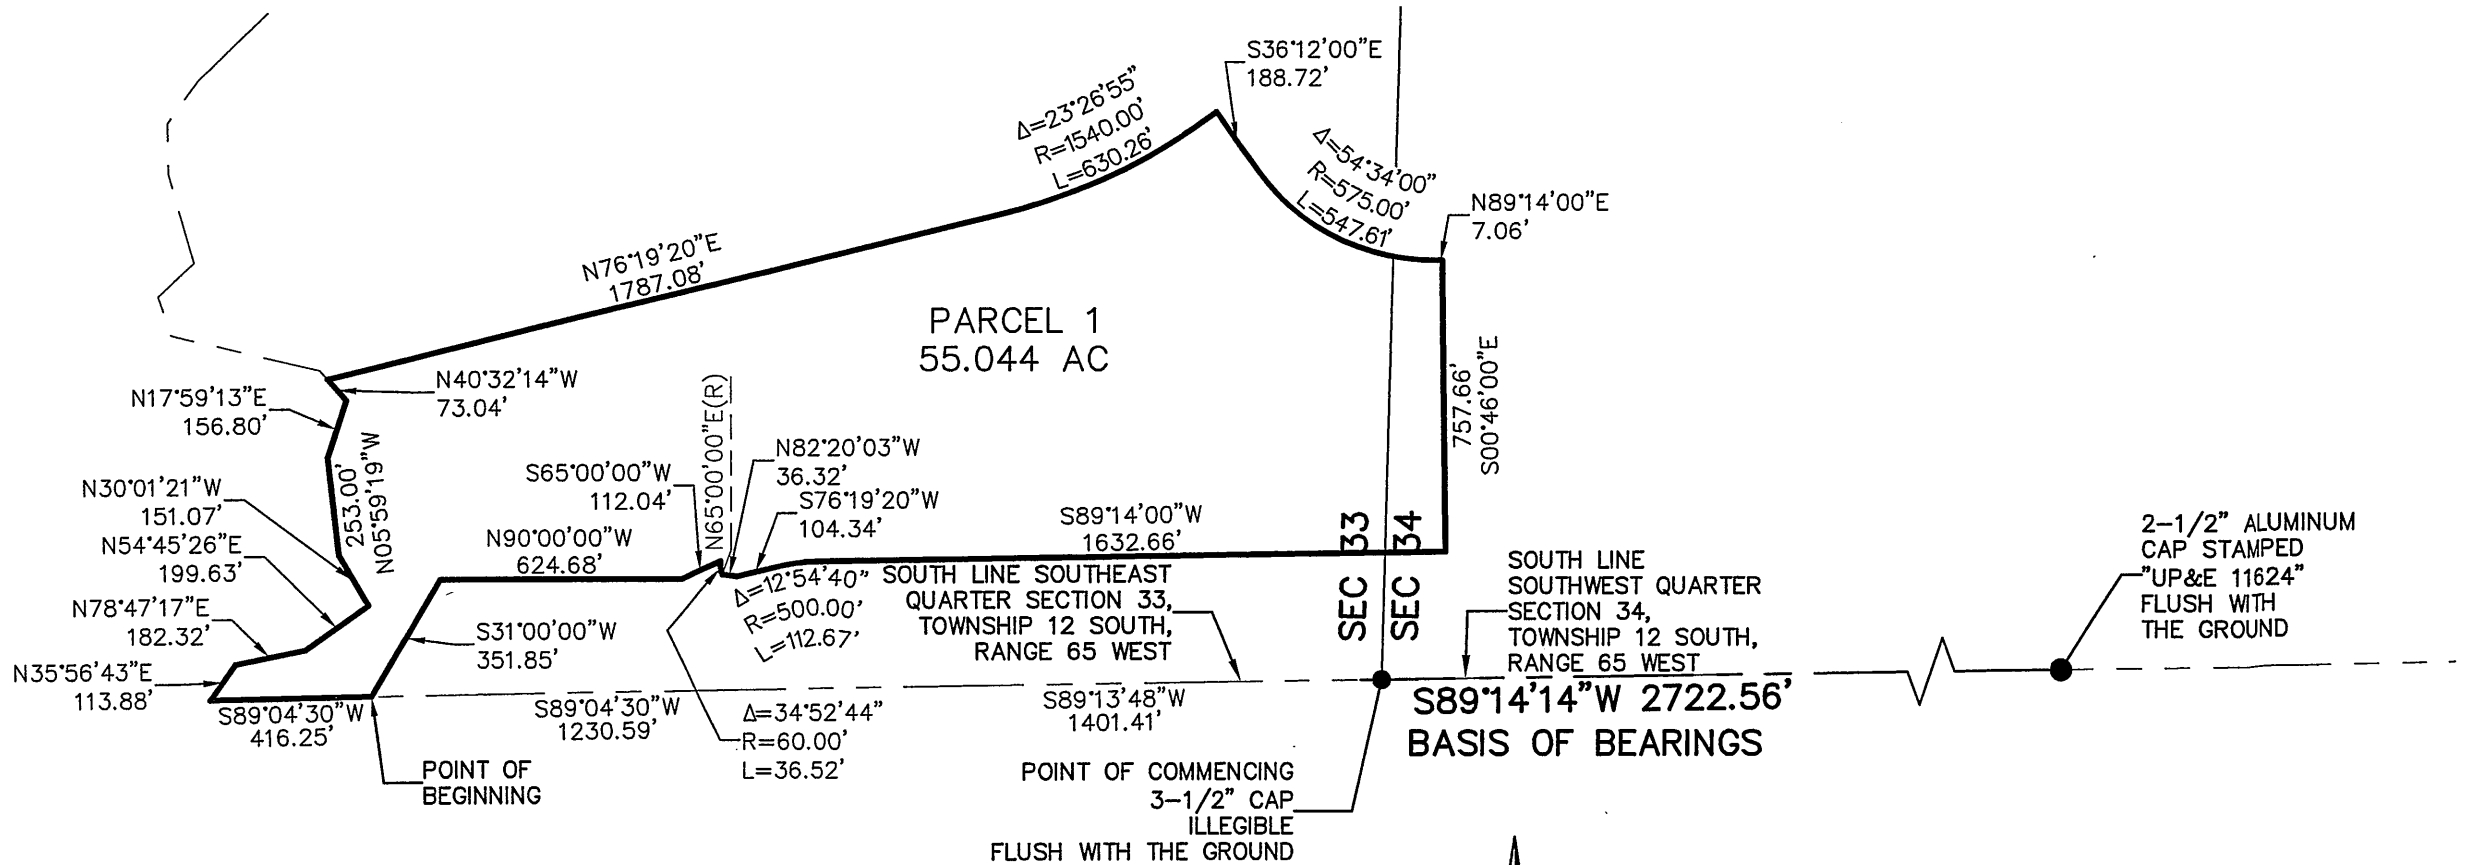 S36°12'00"E
188.72'
Δ=23°26'55"
R=1540.00'
L=630.26'
Δ=54°34'00"
R=575.00'
L=547.61'
N89°14'00"E
7.06'
N76°19'20"E
1787.08'
PARCEL 1
55.044 AC
N40°32'14"W
73.04'
N17°59'13"E
156.80'
757.66'
S00°46'00"E
N65°00'00"E(R)
253.00'
N05°59'19"W
N82°20'03"W
36.32'
S65°00'00"W
112.04'
S76°19'20"W
104.34'
N30°01'21"W
151.07'
N54°45'26"E
199.63'
N90°00'00"W
624.68'
S89°14'00"W
1632.66'
SEC 33
SEC 34
2-1/2" ALUMINUM
CAP STAMPED
"UP&E 11624"
FLUSH WITH
THE GROUND
Δ=12°54'40"
R=500.00'
L=112.67'
SOUTH LINE SOUTHEAST
QUARTER SECTION 33,
TOWNSHIP 12 SOUTH,
RANGE 65 WEST
SOUTH LINE
SOUTHWEST QUARTER
SECTION 34,
TOWNSHIP 12 SOUTH,
RANGE 65 WEST
N78°47'17"E
182.32'
S31°00'00"W
351.85'
N35°56'43"E
113.88'
S89°04'30"W
416.25'
S89°04'30"W
1230.59'
Δ=34°52'44"
R=60.00'
L=36.52'
S89°13'48"W
1401.41'
S89°14'14"W 2722.56'
BASIS OF BEARINGS
POINT OF
BEGINNING
POINT OF COMMENCING
3-1/2" CAP
ILLEGIBLE
FLUSH WITH THE GROUND